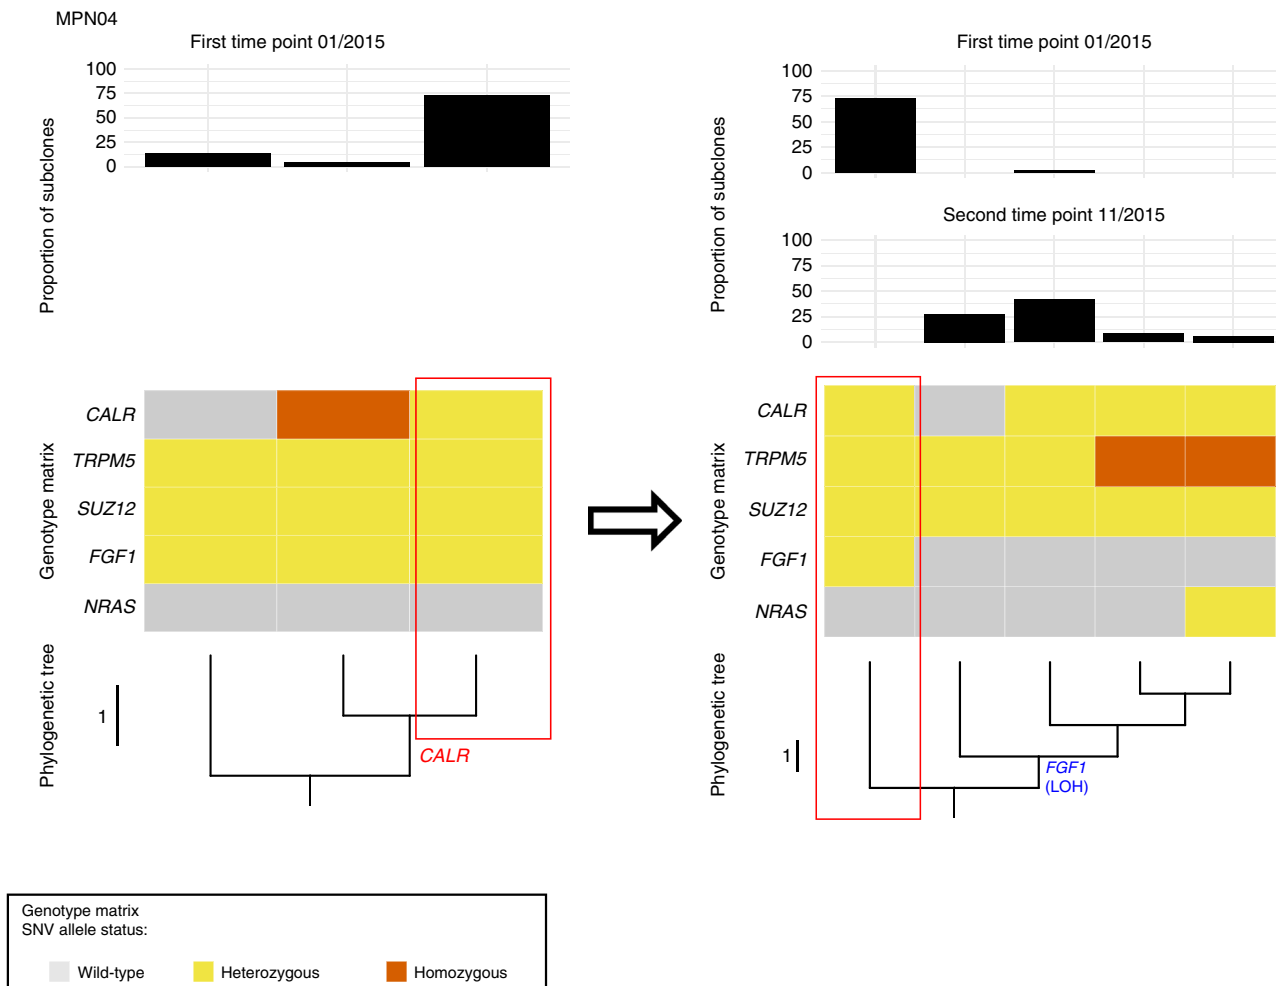 MPN04
First time point 01/2015
100
75
50
25
0
Proportion of subclones
CALR
TRPM5
SUZ12
FGF1
NRAS
Genotype matrix
Phylogenetic tree
1
CALR
First time point 01/2015
100
75
50
25
0
Second time point 11/2015
100
75
50
25
0
Proportion of subclones
CALR
TRPM5
SUZ12
FGF1
NRAS
Genotype matrix
Phylogenetic tree
1
FGF1
(LOH)
Genotype matrix
SNV allele status:
Wild-type Heterozygous Homozygous